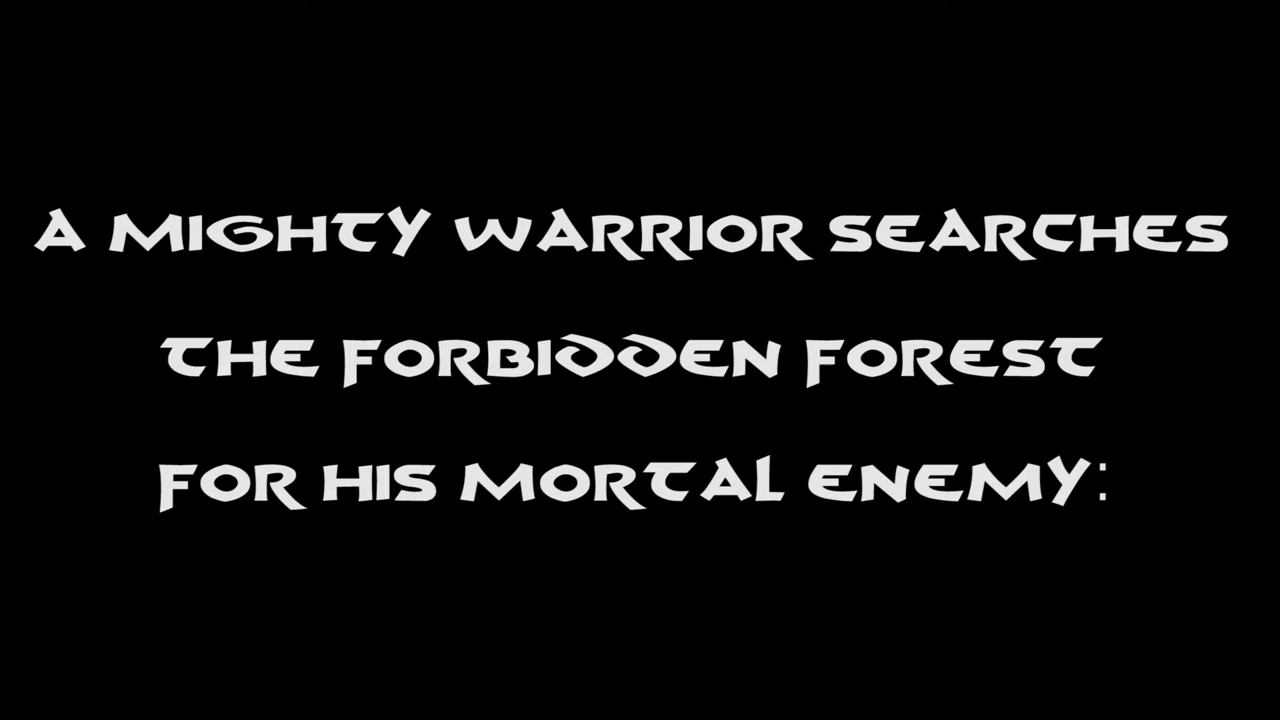 A MIGHTY WARRIOR SEARCHES
THE FORBIDDEN FOREST
FOR HIS MORTAL ENEMY: